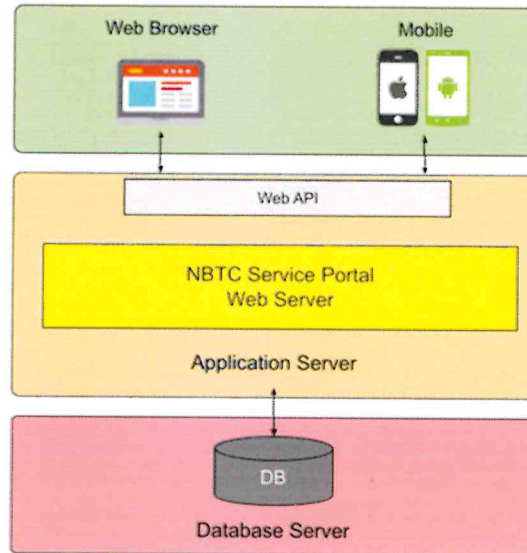 Web Browser
Mobile
Web API
NBTC Service Portal
Web Server
Application Server
DB
Database Server